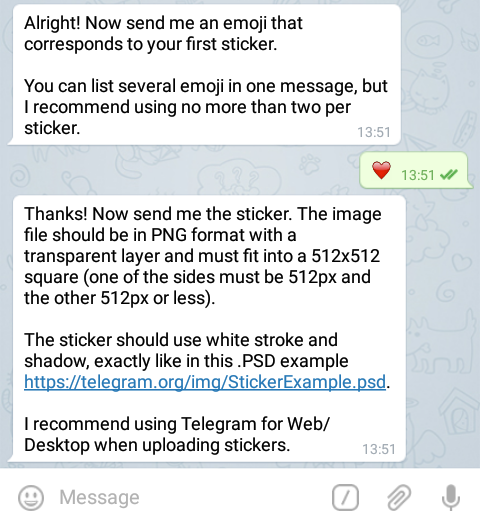 Alright! Now send me an emoji that
corresponds to your first sticker.
You can list several emoji in one message, but
I recommend using no more than two per
sticker.
13:51
❤️ 13:51
Thanks! Now send me the sticker. The image
file should be in PNG format with a
transparent layer and must fit into a 512x512
square (one of the sides must be 512px and
the other 512px or less).
The sticker should use white stroke and
shadow, exactly like in this .PSD example
https://telegram.org/img/StickerExample.psd.
I recommend using Telegram for Web/
Desktop when uploading stickers.
13:51
Message